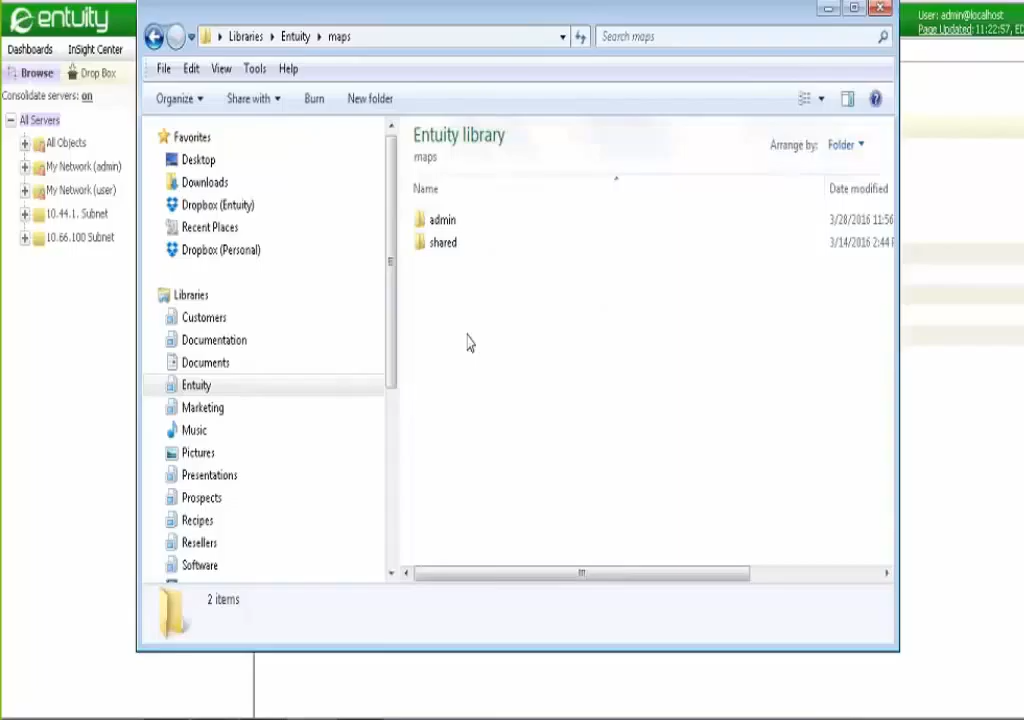 entuity
User: admin@localhost
Page Updated: 11:22:57, ED
Dashboards InSight Center
Browse Drop Box
Consolidate servers: on
All Servers
All Objects
My Network (admin)
My Network (user)
10.44.1. Subnet
10.66.100 Subnet
Libraries Entuity maps
Search maps
File Edit View Tools Help
Organize Share with Burn New folder
Favorites
Desktop
Downloads
Dropbox (Entuity)
Recent Places
Dropbox (Personal)
Libraries
Customers
Documentation
Documents
Entuity
Marketing
Music
Pictures
Presentations
Prospects
Recipes
Resellers
Software
Entuity library
maps
Arrange by: Folder
Name Date modified
admin 3/28/2016 11:56
shared 3/14/2016 2:44
2 items